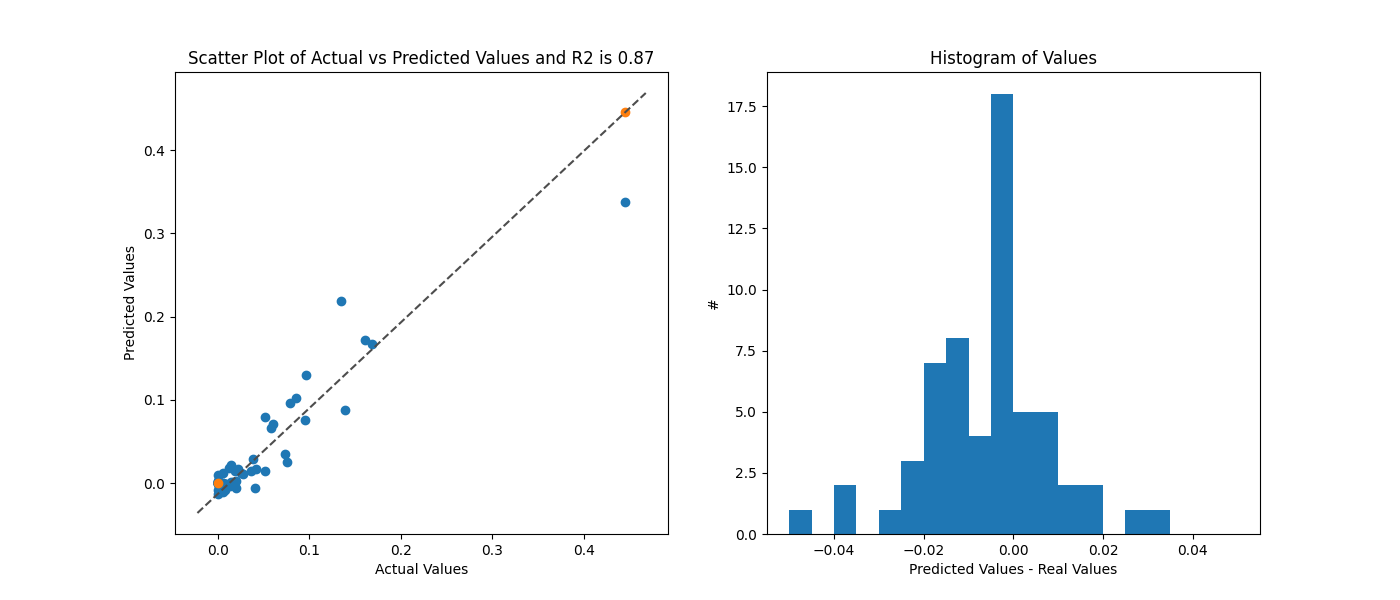 Scatter Plot of Actual vs Predicted Values and R2 is 0.87
Predicted Values
0.4
0.3
0.2
0.1
0.0
0.0 0.1 0.2 0.3 0.4
Actual Values
Histogram of Values
#
17.5
15.0
12.5
10.0
7.5
5.0
2.5
0.0
−0.04 −0.02 0.00 0.02 0.04
Predicted Values - Real Values